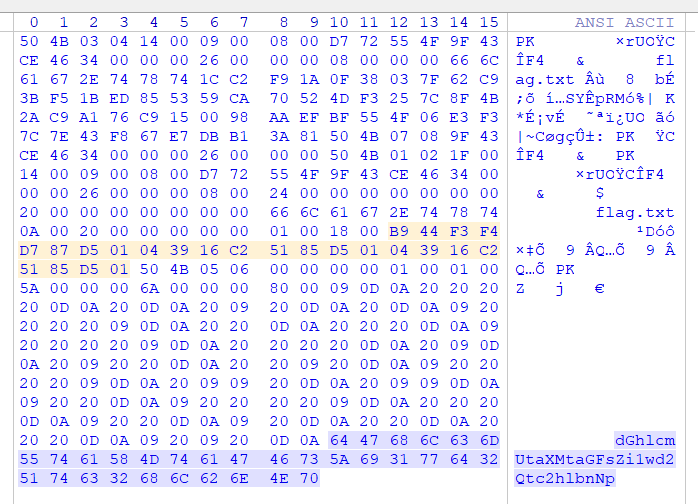 0 1 2 3 4 5 6 7 8 9 10 11 12 13 14 15 ANSI ASCII
50 4B 03 04 14 00 09 00 08 00 D7 72 55 4F 9F 43 PK ×rUOŸC
CE 46 34 00 00 00 26 00 00 00 08 00 00 00 66 6C ÎF4 & fl
61 67 2E 74 78 74 1C C2 F9 1A 0F 38 03 7F 62 C9 ag.txt Âù 8 bÉ
3B F5 1B ED 85 53 59 CA 70 52 4D F3 25 7C 8F 4B ;õ í…SYÊpRMó%| K
2A C9 A1 76 C9 15 00 98 AA EF BF 55 4F 06 E3 F3 *É¡vÉ ˜ªï¿UO ãó
7C 7E 43 F8 67 E7 DB B1 3A 81 50 4B 07 08 9F 43 |~CøgçÛ±: PK ŸC
CE 46 34 00 00 00 26 00 00 00 50 4B 01 02 1F 00 ÎF4 & PK
14 00 09 00 08 00 D7 72 55 4F 9F 43 CE 46 34 00 ×rUOŸCÎF4
00 00 26 00 00 00 08 00 24 00 00 00 00 00 00 00 & $
20 00 00 00 00 00 00 00 66 6C 61 67 2E 74 78 74 flag.txt
0A 00 20 00 00 00 00 00 01 00 18 00 B9 44 F3 F4 ¹Dóô
D7 87 D5 01 04 39 16 C2 51 85 D5 01 04 39 16 C2 ×‡Õ 9 ÂQ…Õ 9 Â
51 85 D5 01 50 4B 05 06 00 00 00 00 01 00 01 00 Q…Õ PK
5A 00 00 00 6A 00 00 00 80 00 09 0D 0A 20 20 20 Z j €
20 0D 0A 20 0D 0A 20 09 20 0D 0A 20 0D 0A 09 20
20 20 20 09 0D 0A 20 20 0D 0A 20 20 20 0D 0A 09
20 20 20 20 09 0D 0A 20 20 0D 0A 20 20 09 0D
0A 20 09 20 20 0D 0A 20 20 09 20 0D 0A 09 20 20
20 20 09 0D 0A 20 09 20 20 0D 0A 20 09 09 0D 0A
09 20 20 0D 0A 20 09 20 20 09 0D 0A 20 20 20 20
0D 0A 09 20 20 0D 0A 20 20 0D 0A 20 20 0D 0A 20
20 20 0D 0A 09 20 09 20 0D 0A 64 47 68 6C 63 6D dGhlcm
55 74 61 58 4D 74 61 47 46 73 5A 69 31 77 64 32 UtaXMtaGFsZi1wd2
51 74 63 32 68 6C 62 6E 4E 70 Qtc2hlbnNp